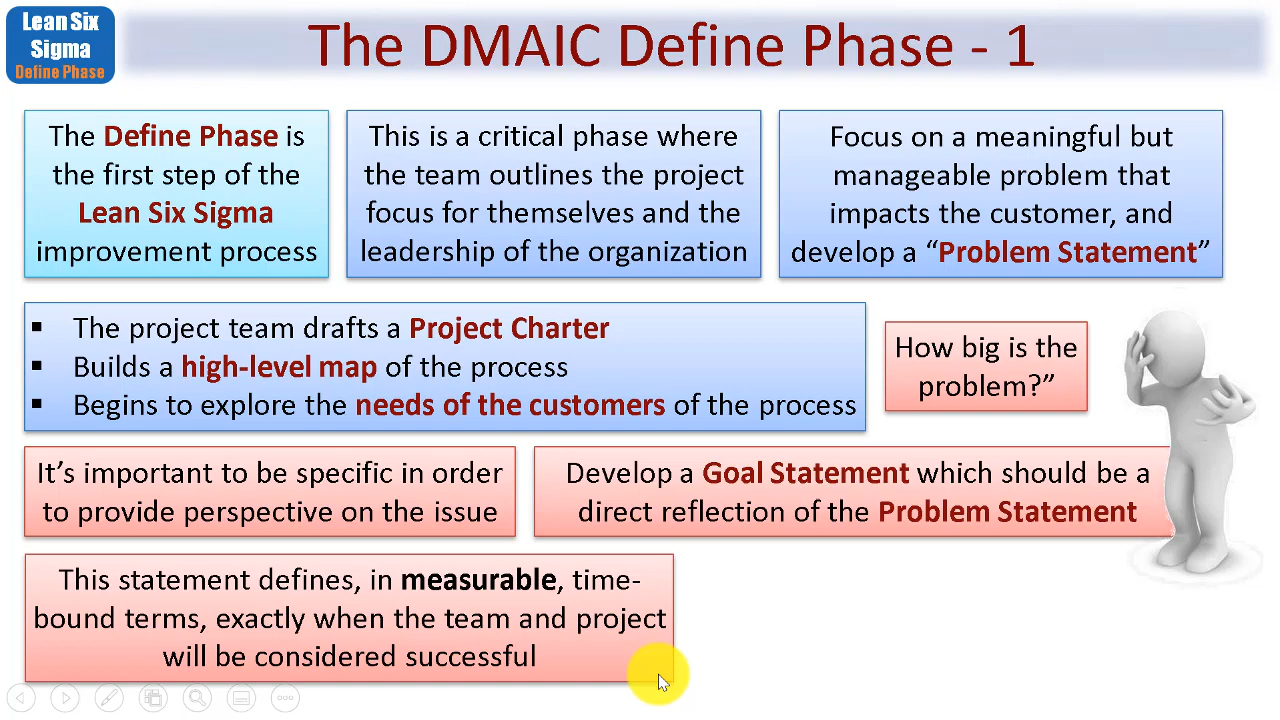 Lean Six
Sigma
Define Phase
The DMAIC Define Phase - 1
The Define Phase is
the first step of the
Lean Six Sigma
improvement process
This is a critical phase where
the team outlines the project
focus for themselves and the
leadership of the organization
Focus on a meaningful but
manageable problem that
impacts the customer, and
develop a “Problem Statement”
▪ The project team drafts a Project Charter
▪ Builds a high-level map of the process
▪ Begins to explore the needs of the customers of the process
How big is the
problem?”
It’s important to be specific in order
to provide perspective on the issue
Develop a Goal Statement which should be a
direct reflection of the Problem Statement
This statement defines, in measurable, time-
bound terms, exactly when the team and project
will be considered successful